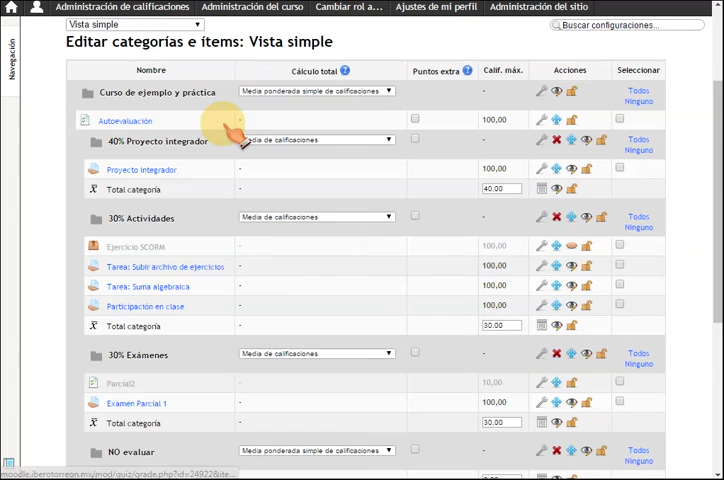 Administración de calificaciones Administración del curso Cambiar rol a... Ajustes de mi perfil Administración del sitio
Navegación
Vista simple
Buscar configuraciones...
Editar categorías e ítems: Vista simple
Nombre Cálculo total Puntos extra Calif. máx. Acciones Seleccionar
Curso de ejemplo y práctica Media ponderada simple de calificaciones - Todos
Ninguno
Autoevaluación - 100,00
40% Proyecto integrador edia de calificaciones - Todos
Ninguno
Proyecto integrador - 100,00
Total categoría - 40.00
30% Actividades Media de calificaciones - Todos
Ninguno
Ejercicio SCORM - 100,00
Tarea: Subir archivo de ejercicios - 100,00
Tarea: Suma algebraica - 100,00
Participación en clase - 100,00
Total categoría - 30.00
30% Exámenes Media de calificaciones - Todos
Ninguno
Parcial2 - 10,00
Examen Parcial 1 - 100,00
Total categoría - 30.00
NO evaluar Media ponderada simple de calificaciones - Todos
Ninguno
moodle.iberotorreon.mx/mod/quiz/grade.php?id=24922&ite...